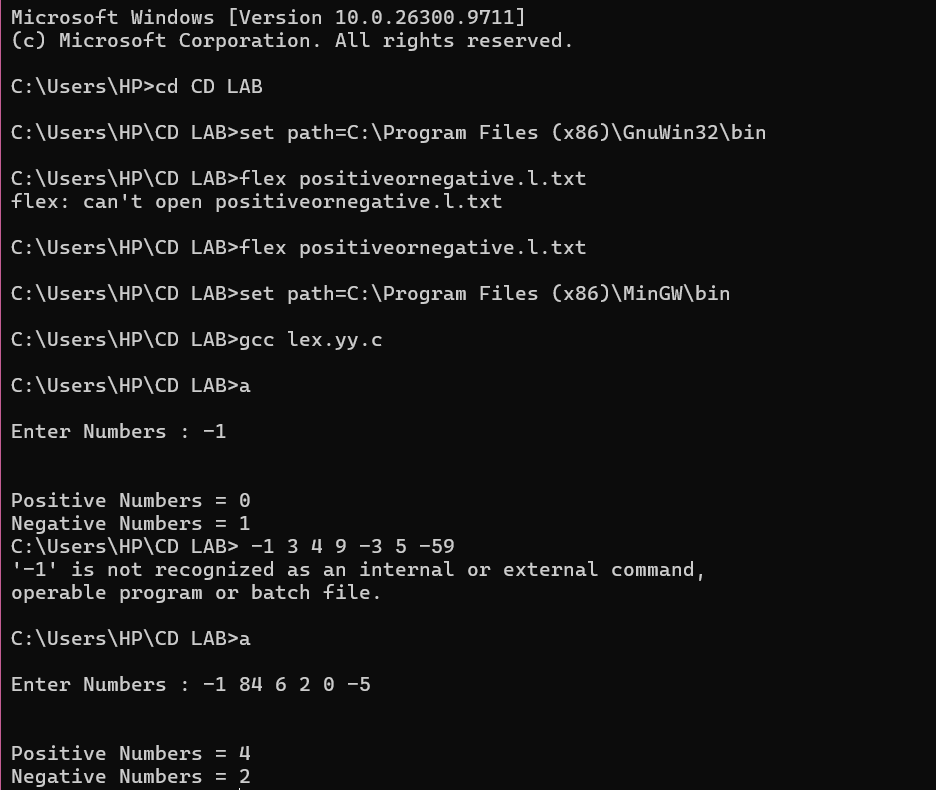 Microsoft Windows [Version 10.0.26300.9711]
(c) Microsoft Corporation. All rights reserved.
C:\Users\HP>cd CD LAB
C:\Users\HP\CD LAB>set path=C:\Program Files (x86)\GnuWin32\bin
C:\Users\HP\CD LAB>flex positiveornegative.l.txt
flex: can't open positiveornegative.l.txt
C:\Users\HP\CD LAB>flex positiveornegative.l.txt
C:\Users\HP\CD LAB>set path=C:\Program Files (x86)\MinGW\bin
C:\Users\HP\CD LAB>gcc lex.yy.c
C:\Users\HP\CD LAB>a
Enter Numbers : -1
Positive Numbers = 0
Negative Numbers = 1
C:\Users\HP\CD LAB> -1 3 4 9 -3 5 -59
'-1' is not recognized as an internal or external command,
operable program or batch file.
C:\Users\HP\CD LAB>a
Enter Numbers : -1 84 6 2 0 -5
Positive Numbers = 4
Negative Numbers = 2